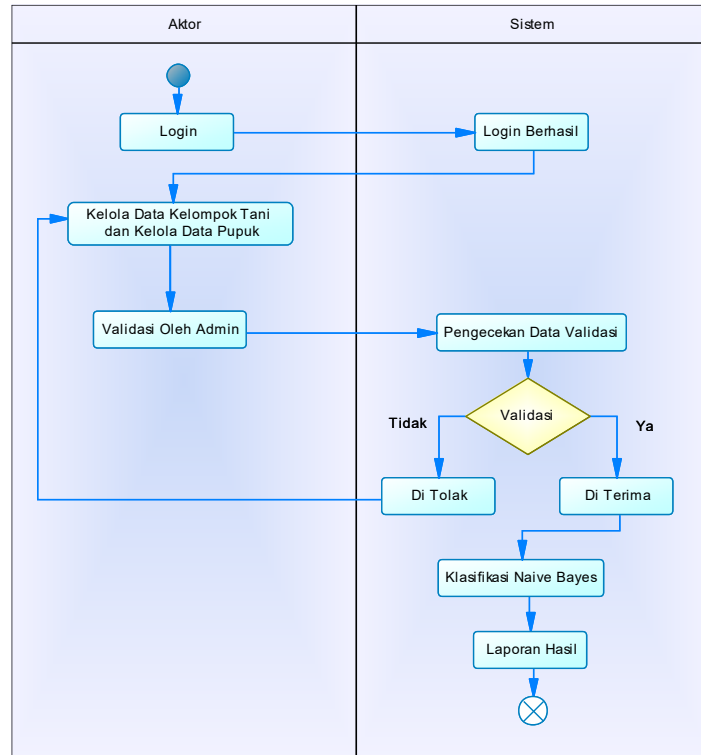 Aktor
Sistem
Login
Login Berhasil
Kelola Data Kelompok Tani
dan Kelola Data Pupuk
Validasi Oleh Admin
Pengecekan Data Validasi
Validasi
Tidak
Ya
Di Tolak
Di Terima
Klasifikasi Naive Bayes
Laporan Hasil